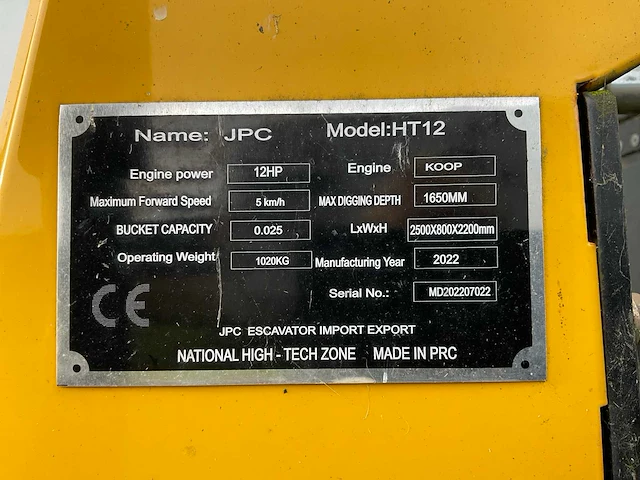 Name: JPC Model:HT12
Engine power 12HP Engine KOOP
Maximum Forward Speed 5 km/h MAX DIGGING DEPTH 1650MM
BUCKET CAPACITY 0.025 LxWxH 2500X800X2200mm
Operating Weight 1020KG Manufacturing Year 2022
Serial No.: MD202207022
CE
JPC ESCAVATOR IMPORT EXPORT
NATIONAL HIGH - TECH ZONE MADE IN PRC